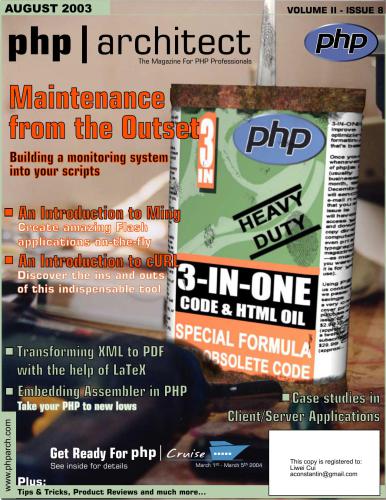 AUGUST 2003
VOLUME II - ISSUE 8
php|architect
The Magazine For PHP Professionals
php
Maintenance
from the Outset
Building a monitoring system
into your scripts
An Introduction to Ming
Create amazing Flash
applications on-the-fly
An Introduction to cURL
Discover the ins and outs
of this indispensable tool
3
IN
php
HEAVY
DUTY
3-IN-ONE
CODE & HTML OIL
SPECIAL FORMULA
OBSOLETE CODE
Transforming XML to PDF
with the help of LaTeX
Embedding Assembler in PHP
Take your PHP to new lows
Case studies in
Client/Server Applications
www.phparch.com
Get Ready For php|Cruise
See inside for details
March 1st - March 5th 2004
This copy is registered to:
Liwei Cui
aconstantin@gmail.com
Plus:
Tips & Tricks, Product Reviews and much more...